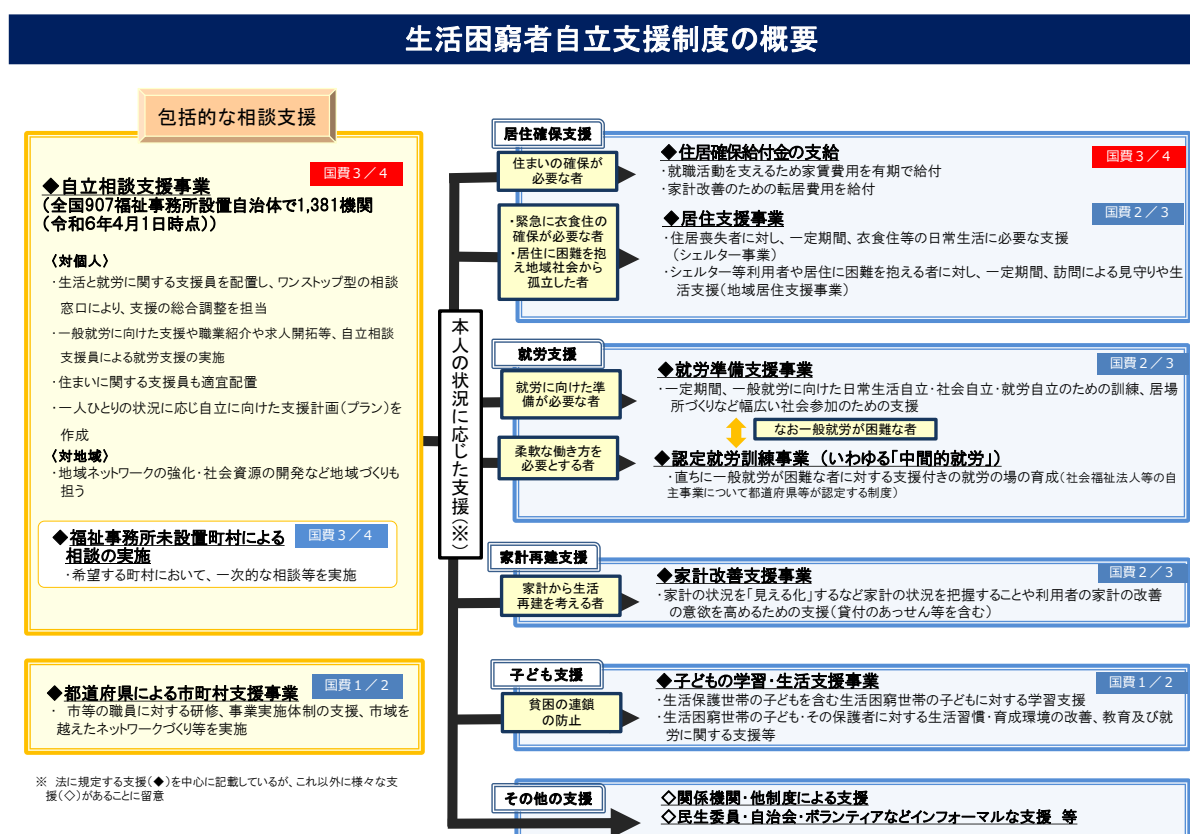 生活困窮者自立支援制度の概要
包括的な相談支援
国費3／4
◆自立相談支援事業
(全国907福祉事務所設置自治体で1,381機関
(令和6年4月1日時点))
〈対個人〉
・生活と就労に関する支援員を配置し、ワンストップ型の相談
窓口により、支援の総合調整を担当
・一般就労に向けた支援や職業紹介や求人開拓等、自立相談
支援員による就労支援の実施
・住まいに関する支援員も適宜配置
・一人ひとりの状況に応じ自立に向けた支援計画(プラン)を
作成
〈対地域〉
・地域ネットワークの強化・社会資源の開発など地域づくりも
担う
◆福祉事務所未設置町村による
相談の実施
国費3／4
・希望する町村において、一次的な相談等を実施
◆都道府県による市町村支援事業
国費1／2
・ 市等の職員に対する研修、事業実施体制の支援、市域を
越えたネットワークづくり等を実施
※ 法に規定する支援(◆)を中心に記載しているが、これ以外に様々な支
援(◇)があることに留意
本人の状況に応じた支援(※)
居住確保支援
住まいの確保が
必要な者
◆住居確保給付金の支給
国費3／4
・就職活動を支えるため家賃費用を有期で給付
・家計改善のための転居費用を給付
・緊急に衣食住の
確保が必要な者
・居住に困難を抱
え地域社会から
孤立した者
◆居住支援事業
国費2／3
・住居喪失者に対し、一定期間、衣食住等の日常生活に必要な支援
(シェルター事業)
・シェルター等利用者や居住に困難を抱える者に対し、一定期間、訪問による見守りや生
活支援(地域居住支援事業)
就労支援
就労に向けた準
備が必要な者
◆就労準備支援事業
国費2／3
・一定期間、一般就労に向けた日常生活自立・社会自立・就労自立のための訓練、居場
所づくりなど幅広い社会参加のための支援
なお一般就労が困難な者
柔軟な働き方を
必要とする者
◆認定就労訓練事業 (いわゆる「中間的就労」)
・直ちに一般就労が困難な者に対する支援付きの就労の場の育成(社会福祉法人等の自
主事業について都道府県等が認定する制度)
家計再建支援
家計から生活
再建を考える者
◆家計改善支援事業
国費2／3
・家計の状況を「見える化」するなど家計の状況を把握することや利用者の家計の改善
の意欲を高めるための支援(貸付のあっせん等を含む)
子ども支援
貧困の連鎖
の防止
◆子どもの学習・生活支援事業
国費1／2
・生活保護世帯の子どもを含む生活困窮世帯の子どもに対する学習支援
・生活困窮世帯の子ども・その保護者に対する生活習慣・育成環境の改善、教育及び就
労に関する支援等
その他の支援
◇関係機関・他制度による支援
◇民生委員・自治会・ボランティアなどインフォーマルな支援 等